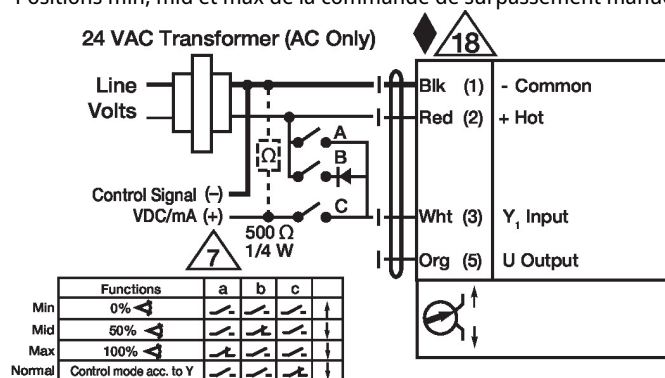 Positions min, mid et max de la commande de surpassement manu
24 VAC Transformer (AC Only)
18
Line
Volts
Blk (1) - Common
Red (2) + Hot
A
B
Ω
Control Signal (–)
VDC/mA (+)
C
Wht (3) Y1 Input
500 Ω
1/4 W
7
Org (5) U Output
Functions a b c
Min 0%
Mid 50%
Max 100%
Normal Control mode acc. to Y